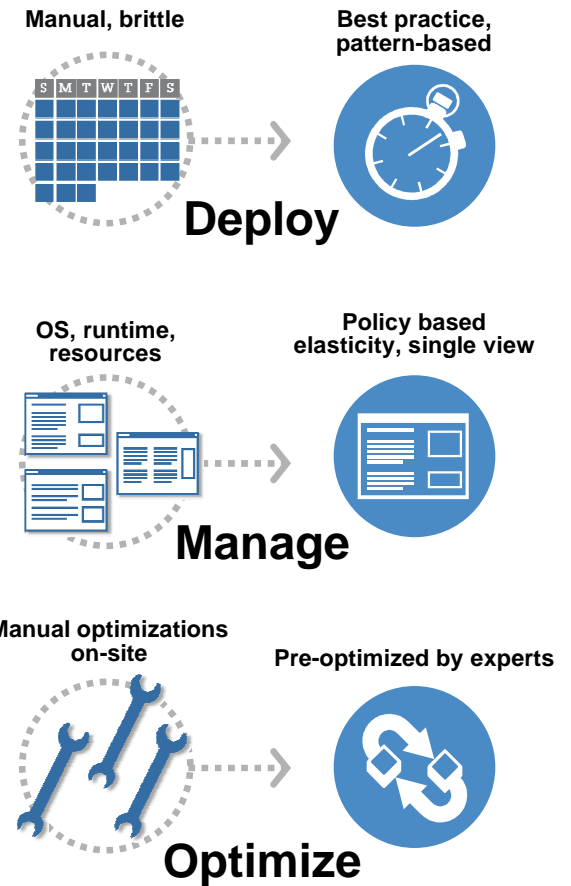 Manual, brittle
Best practice,
pattern-based
S M T W T F S
Deploy
OS, runtime,
resources
Policy based
elasticity, single view
Manage
Manual optimizations
on-site
Pre-optimized by experts
Optimize